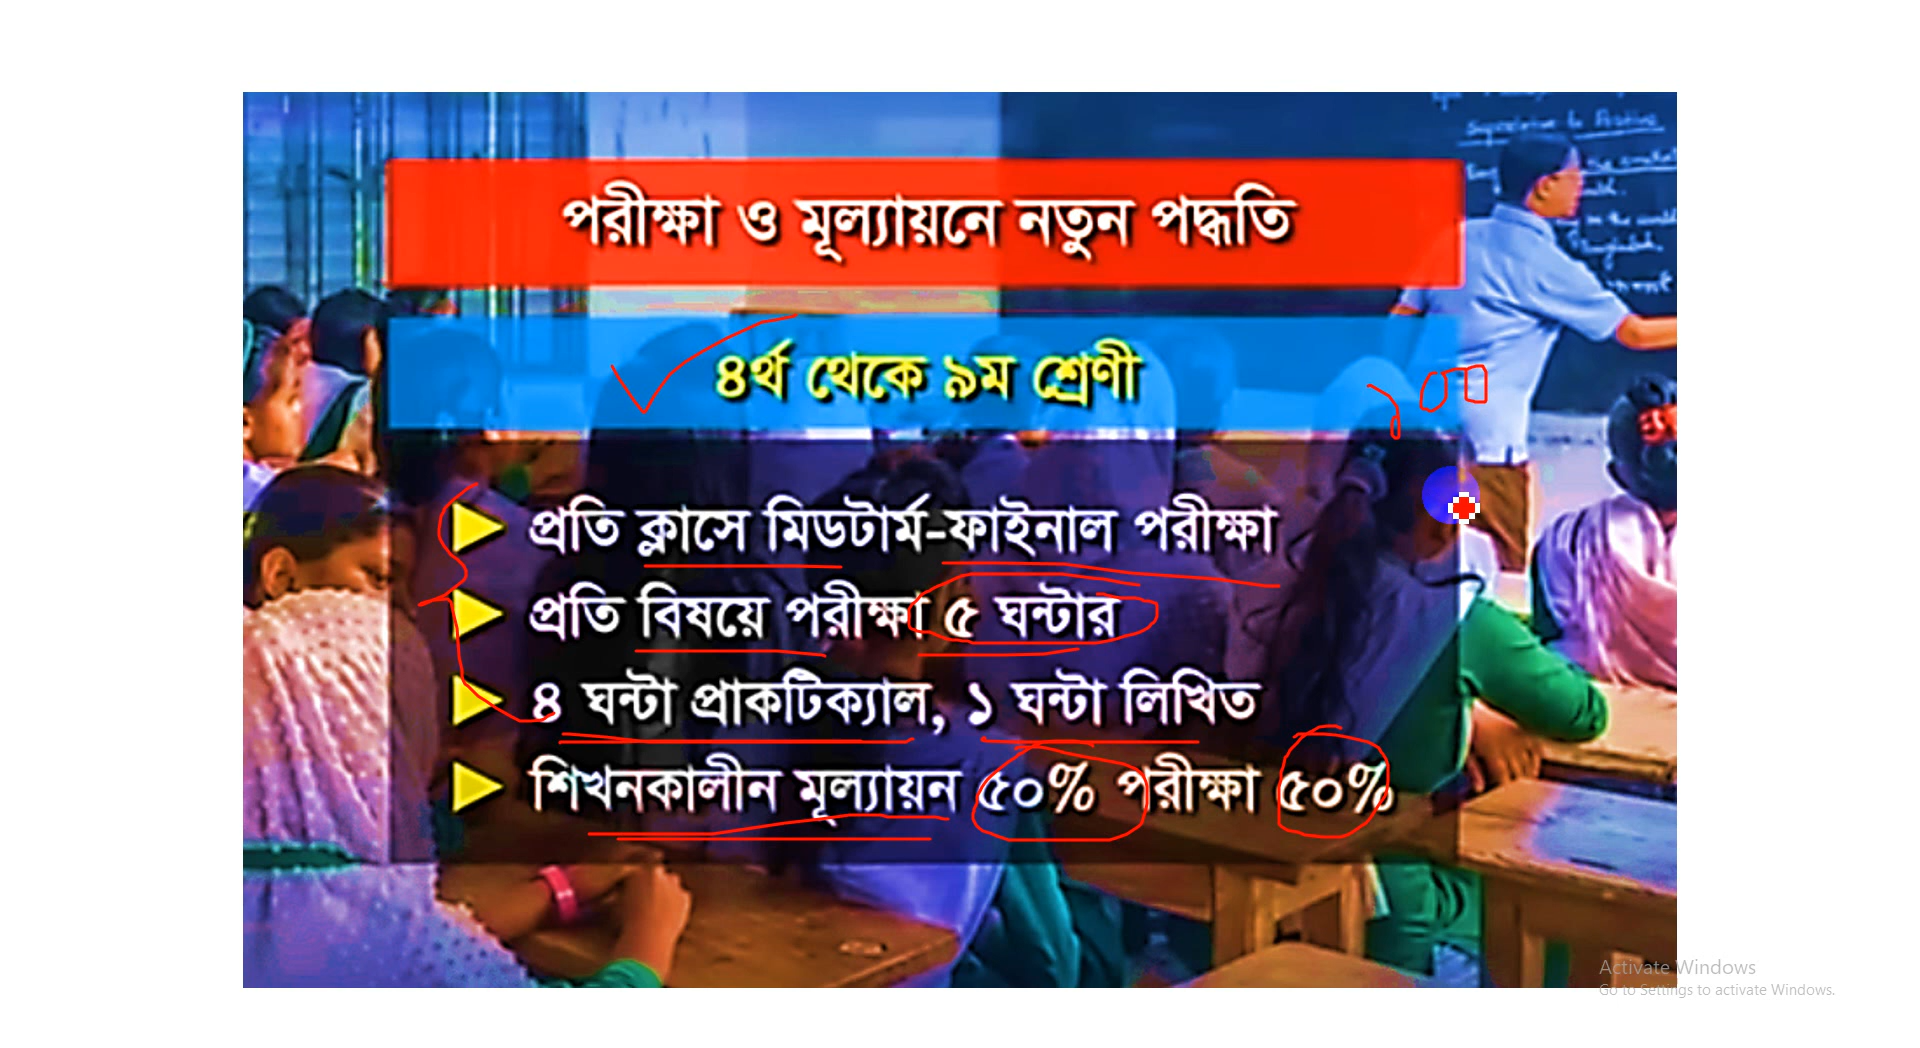 পরীক্ষা ও মূল্যায়নে নতুন পদ্ধতি
৪র্থ থেকে ৯ম শ্রেণী
১০০
প্রতি ক্লাসে মিডটার্ম-ফাইনাল পরীক্ষা
প্রতি বিষয়ে পরীক্ষা ৫ ঘন্টার
৪ ঘন্টা প্রাকটিক্যাল, ১ ঘন্টা লিখিত
শিখনকালীন মূল্যায়ন ৫০% পরীক্ষা ৫০%
Activate Windows
Go to Settings to activate Windows.